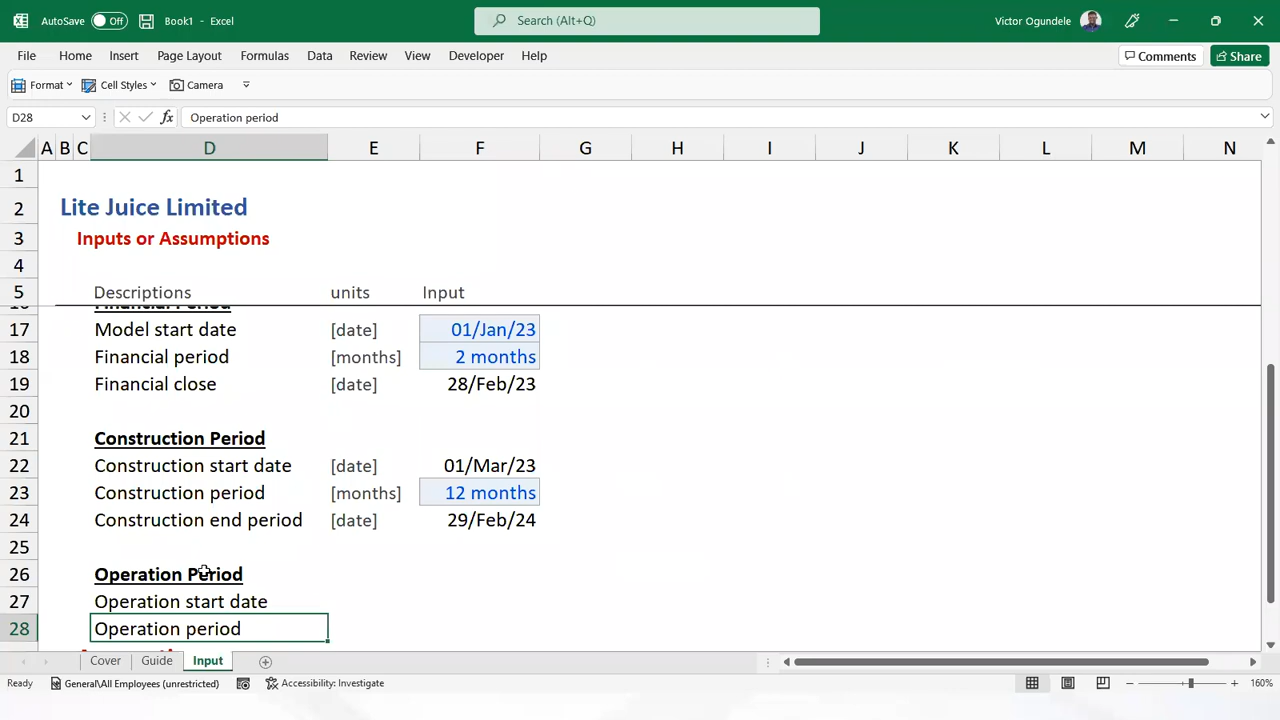 AutoSave Off Book1 - Excel Search (Alt+Q) Victor Ogundele
File Home Insert Page Layout Formulas Data Review View Developer Help Comments Share
Format Cell Styles Camera
D28 fx Operation period
A B C D E F G H I J K L M N
1
2 Lite Juice Limited
3 Inputs or Assumptions
4
5 Descriptions units Input
17 Model start date [date] 01/Jan/23
18 Financial period [months] 2 months
19 Financial close [date] 28/Feb/23
20
21 Construction Period
22 Construction start date [date] 01/Mar/23
23 Construction period [months] 12 months
24 Construction end period [date] 29/Feb/24
25
26 Operation Period
27 Operation start date
28 Operation period
Cover Guide Input
Ready General\All Employees (unrestricted) Accessibility: Investigate 160%